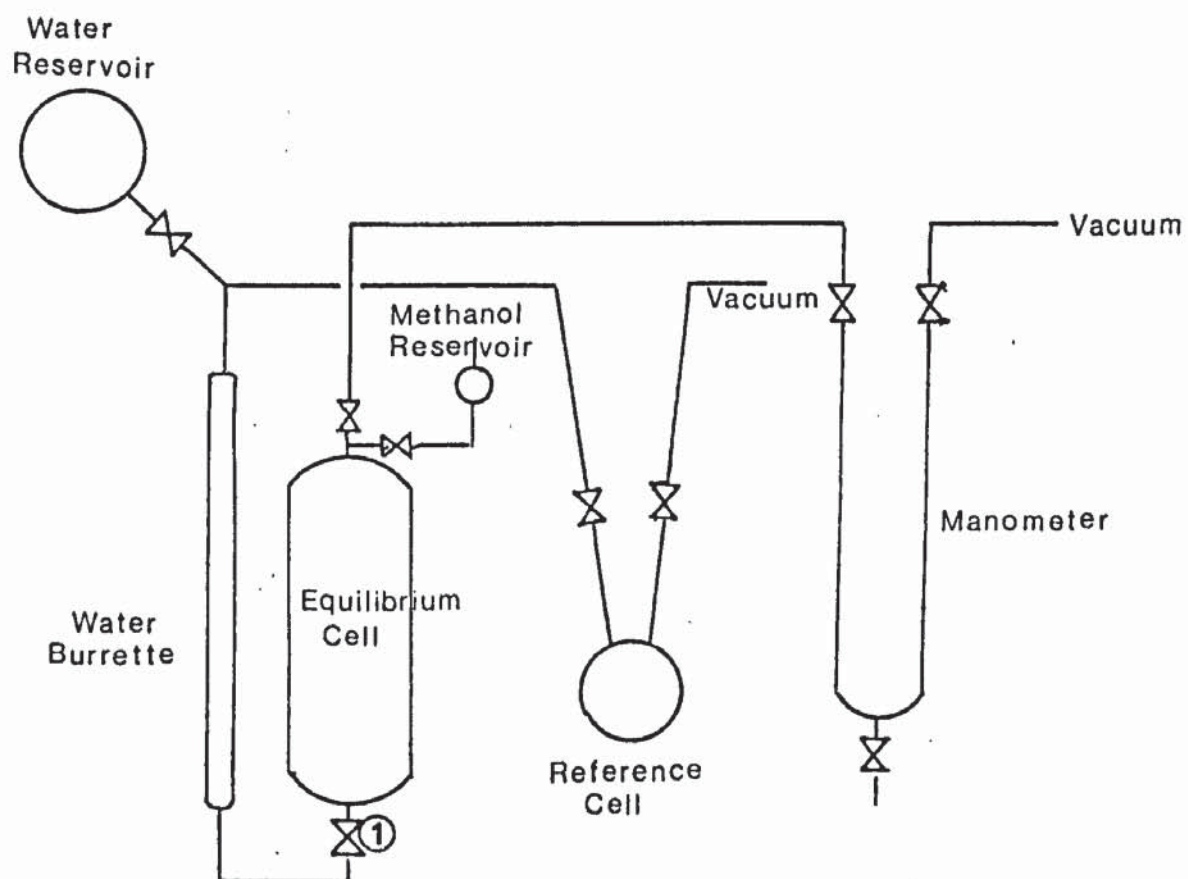 Water
Reservoir
Vacuum
Vacuum
Methanol
Reservoir
Manometer
Equilibrium
Cell
Water
Burrette
Reference
Cell
1